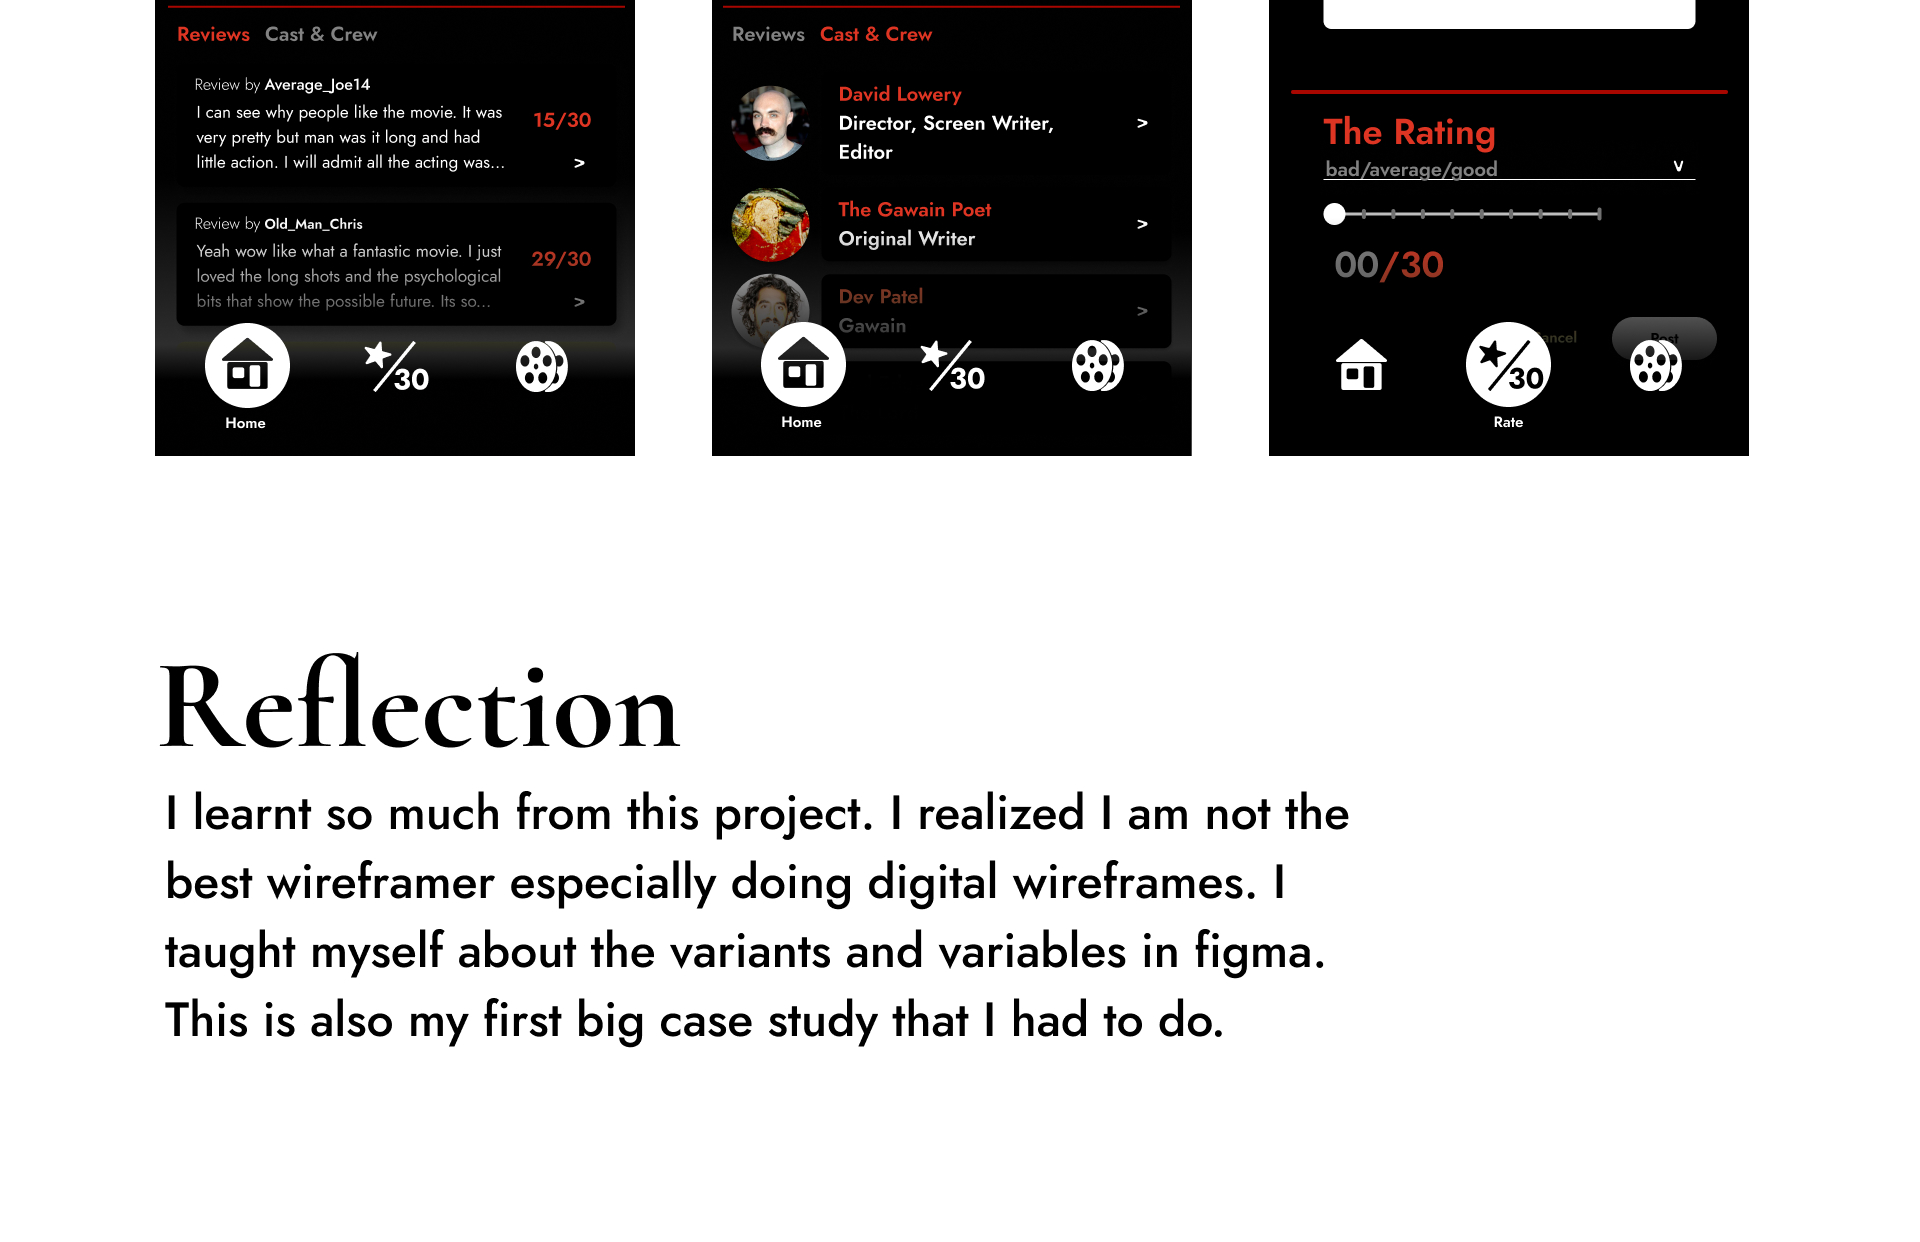 Reviews Cast & Crew
Review by Average_Joe14
I can see why people like the movie. It was
very pretty but man was it long and had
little action. I will admit all the acting was...
15/30
>
Review by Old_Man_Chris
Yeah wow like what a fantastic movie. I just
loved the long shots and the psychological
bits that show the possible future. Its so...
29/30
>
/30
Home
Reviews Cast & Crew
David Lowery
Director, Screen Writer,
Editor
>
The Gawain Poet
Original Writer
>
Dev Patel
Gawain
>
/30
Home
The Rating
bad/average/good
v
00/30
/30
Rate
Reflection
I learnt so much from this project. I realized I am not the
best wireframer especially doing digital wireframes. I
taught myself about the variants and variables in figma.
This is also my first big case study that I had to do.